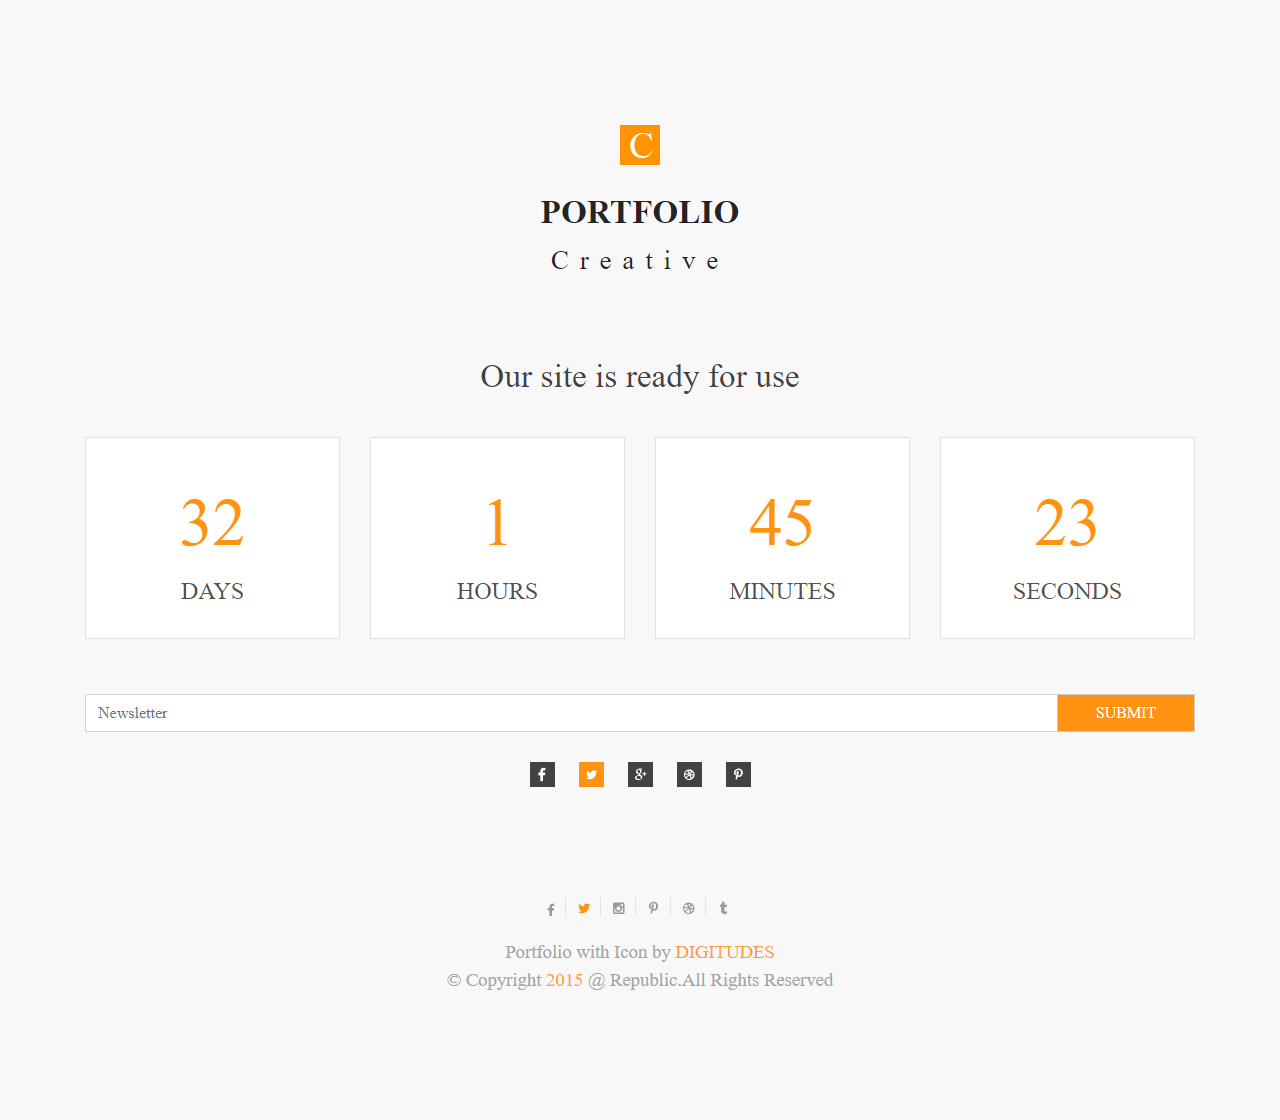 C
PORTFOLIO
Creative
Our site is ready for use
32 1 45 23
DAYS HOURS MINUTES SECONDS
Newsletter SUBMIT
Portfolio with Icon by DIGITUDES
© Copyright 2015 @ Republic.All Rights Reserved